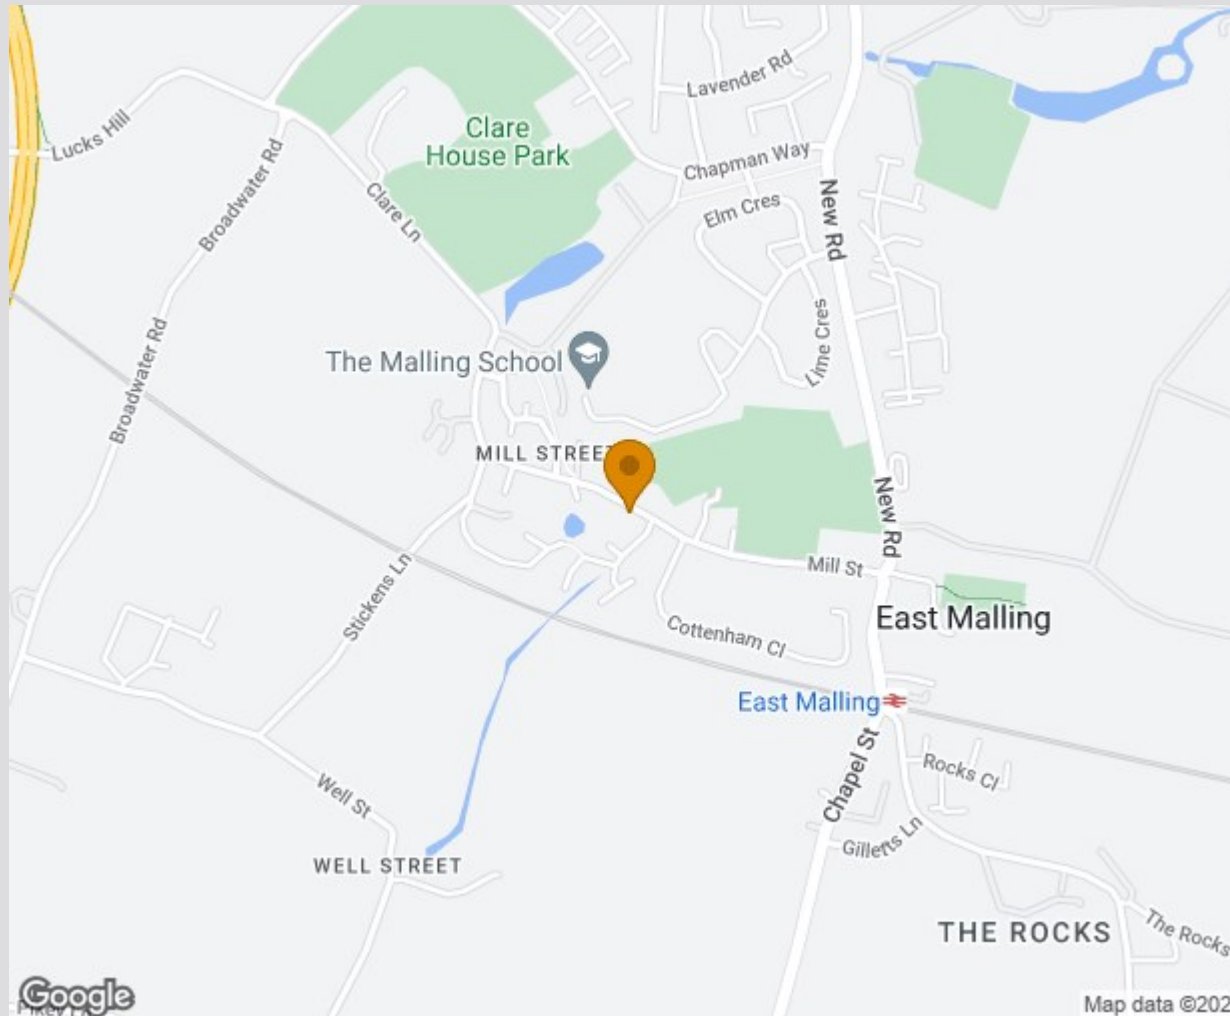 Lavender Rd
Clare
House Park
Lucks Hill
Chapman Way
Broadwater Rd
Clare Ln
Elm Cres
New Rd
Lime Cres
The Malling School
Broadwater Rd
MILL STREET
New Rd
Mill St
Stickens Ln
East Malling
Cottenham Cl
East Malling
Chapel St
Rocks Cl
Well St
Gilletts Ln
WELL STREET
THE ROCKS
The Rocks
Google
Map data ©202